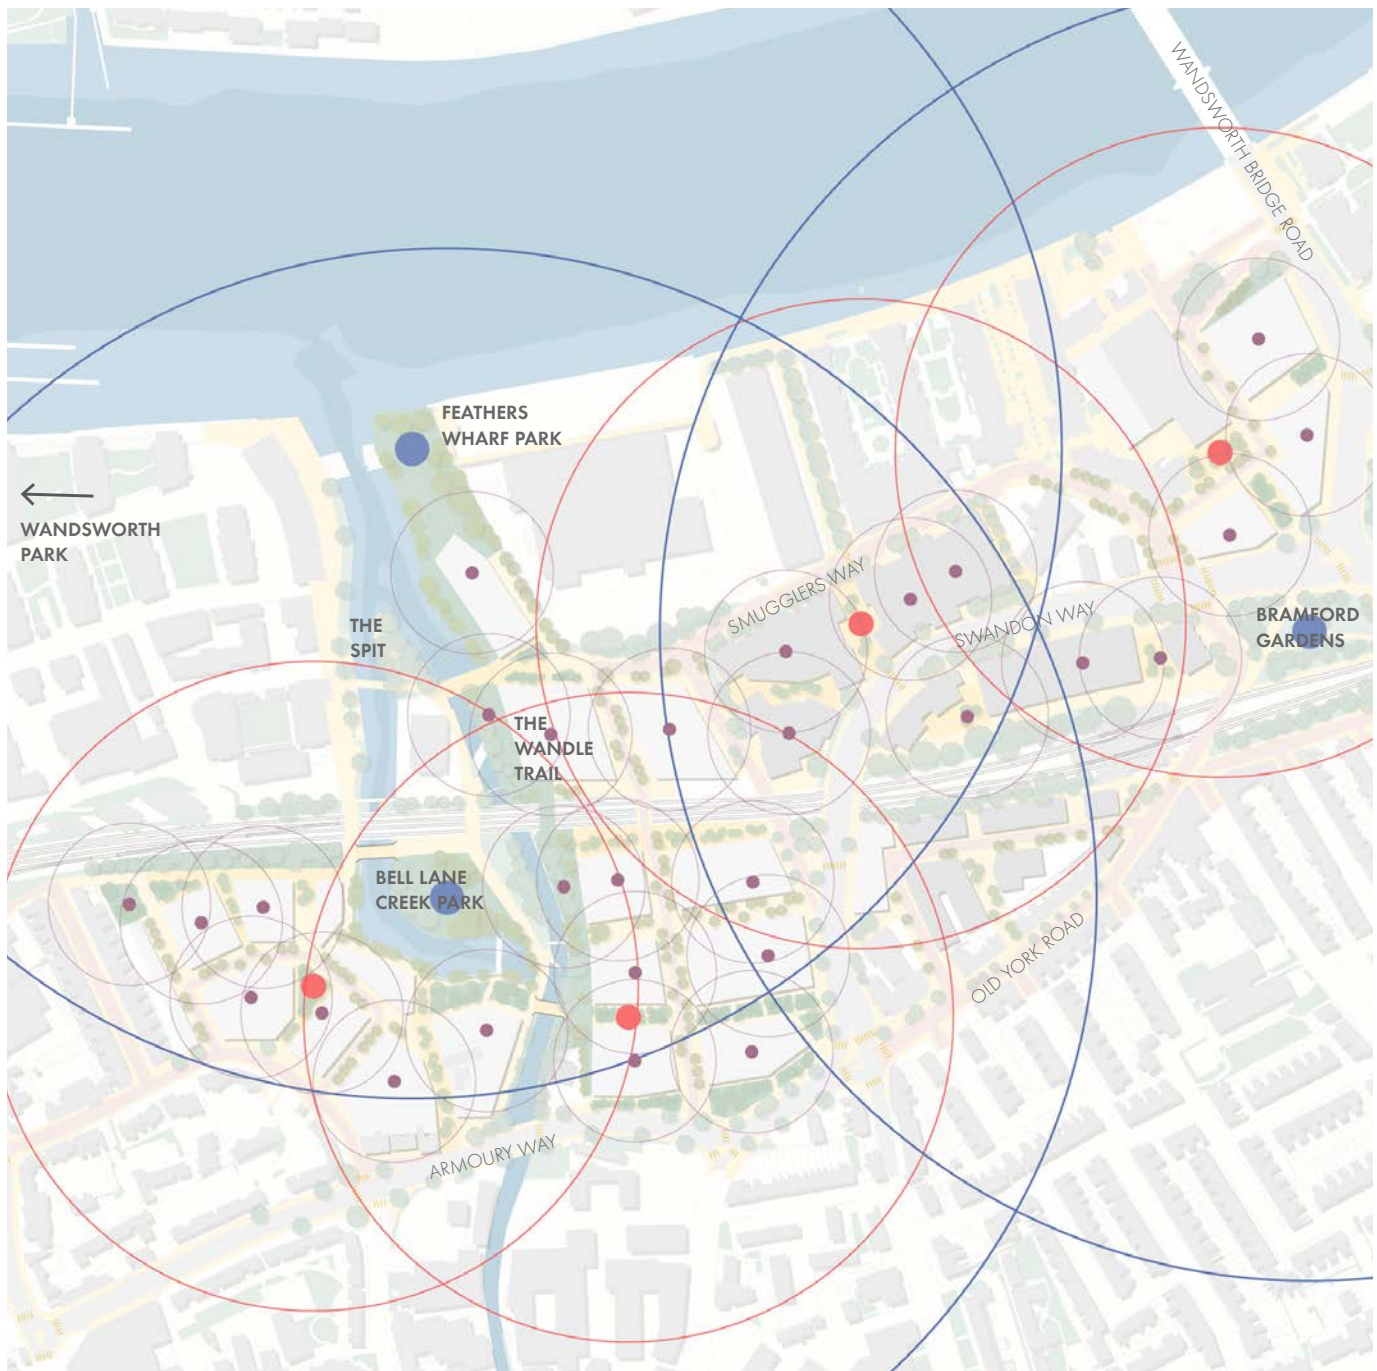 WANDSWORTH BRIDGE ROAD
FEATHERS
WHARF PARK
WANDSWORTH
PARK
SMUGGLERS WAY
SWANDON WAY
BRAMFORD
GARDENS
THE
SPIT
THE
WANDLE
TRAIL
BELL LANE
CREEK PARK
OLD YORK ROAD
ARMOURY WAY